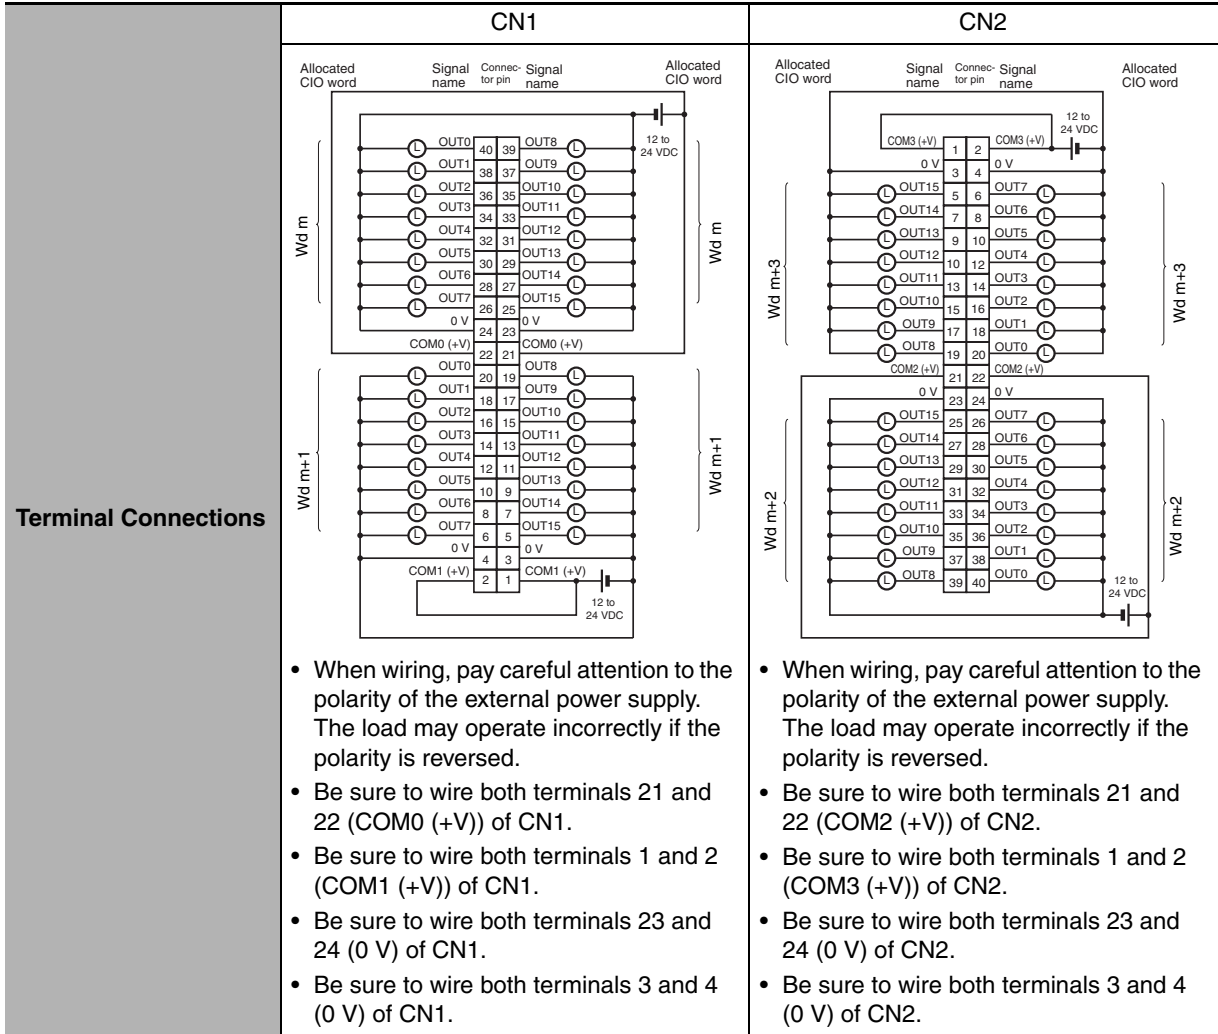 CN1
CN2
Terminal Connections
Allocated CIO word
Signal name
Connec- tor pin
Signal name
Allocated CIO word
12 to 24 VDC
OUT0 40 39 OUT8
OUT1 38 37 OUT9
OUT2 36 35 OUT10
OUT3 34 33 OUT11
OUT4 32 31 OUT12
OUT5 30 29 OUT13
OUT6 28 27 OUT14
OUT7 26 25 OUT15
0 V 24 23 0 V
COM0 (+V) 22 21 COM0 (+V)
OUT0 20 19 OUT8
OUT1 18 17 OUT9
OUT2 16 15 OUT10
OUT3 14 13 OUT11
OUT4 12 11 OUT12
OUT5 10 9 OUT13
OUT6 8 7 OUT14
OUT7 6 5 OUT15
0 V 4 3 0 V
COM1 (+V) 2 1 COM1 (+V)
12 to 24 VDC
Wd m
Wd m
Wd m+1
Wd m+1
L L L L L L L L L L L L L L L L
L L L L L L L L L L L L L L L L
• When wiring, pay careful attention to the
polarity of the external power supply.
The load may operate incorrectly if the
polarity is reversed.
• Be sure to wire both terminals 21 and
22 (COM0 (+V)) of CN1.
• Be sure to wire both terminals 1 and 2
(COM1 (+V)) of CN1.
• Be sure to wire both terminals 23 and
24 (0 V) of CN1.
• Be sure to wire both terminals 3 and 4
(0 V) of CN1.
Allocated CIO word
Signal name
Connec- tor pin
Signal name
Allocated CIO word
12 to 24 VDC
COM3 (+V) 1 2 COM3 (+V)
0 V 3 4 0 V
OUT15 5 6 OUT7
OUT14 7 8 OUT6
OUT13 9 10 OUT5
OUT12 10 12 OUT4
OUT11 13 14 OUT3
OUT10 15 16 OUT2
OUT9 17 18 OUT1
OUT8 19 20 OUT0
COM2 (+V) 21 22 COM2 (+V)
0 V 23 24 0 V
OUT15 25 26 OUT7
OUT14 27 28 OUT6
OUT13 29 30 OUT5
OUT12 31 32 OUT4
OUT11 33 34 OUT3
OUT10 35 36 OUT2
OUT9 37 38 OUT1
OUT8 39 40 OUT0
12 to 24 VDC
Wd m+3
Wd m+3
Wd m+2
Wd m+2
L L L L L L L L L L L L L L L L
L L L L L L L L L L L L L L L L
• When wiring, pay careful attention to the
polarity of the external power supply.
The load may operate incorrectly if the
polarity is reversed.
• Be sure to wire both terminals 21 and
22 (COM2 (+V)) of CN2.
• Be sure to wire both terminals 1 and 2
(COM3 (+V)) of CN2.
• Be sure to wire both terminals 23 and
24 (0 V) of CN2.
• Be sure to wire both terminals 3 and 4
(0 V) of CN2.